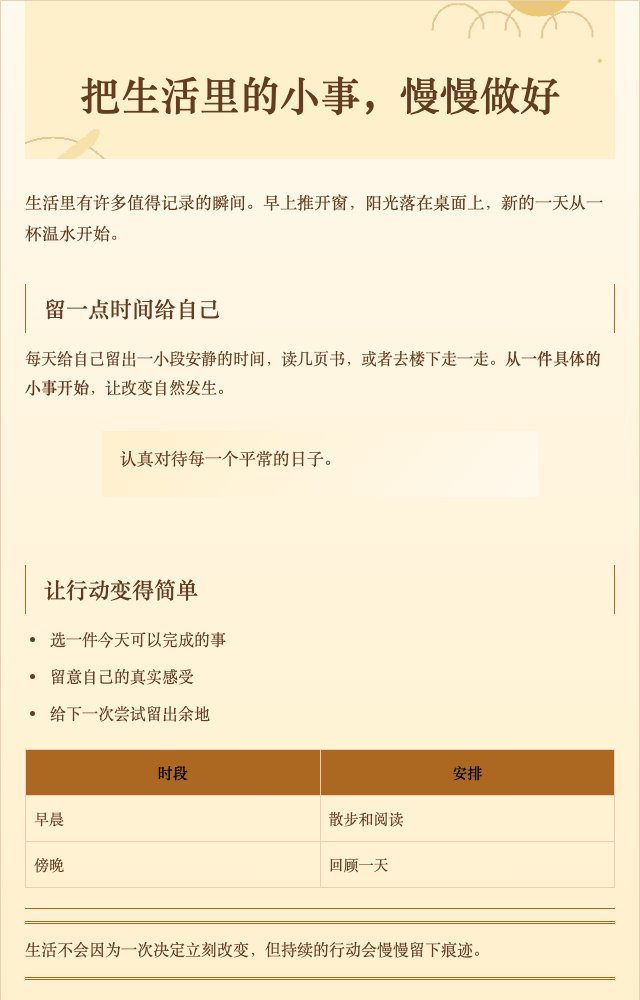 把生活里的小事，慢慢做好
生活里有许多值得记录的瞬间。早上推开窗，阳光落在桌面上，新的一天从一
杯温水开始。
留一点时间给自己
每天给自己留出一小段安静的时间，读几页书，或者去楼下走一走。从一件具体的
小事开始，让改变自然发生。
认真对待每一个平常的日子。
让行动变得简单
• 选一件今天可以完成的事
• 留意自己的真实感受
• 给下一次尝试留出余地
时段 安排
早晨 散步和阅读
傍晚 回顾一天
生活不会因为一次决定立刻改变，但持续的行动会慢慢留下痕迹。